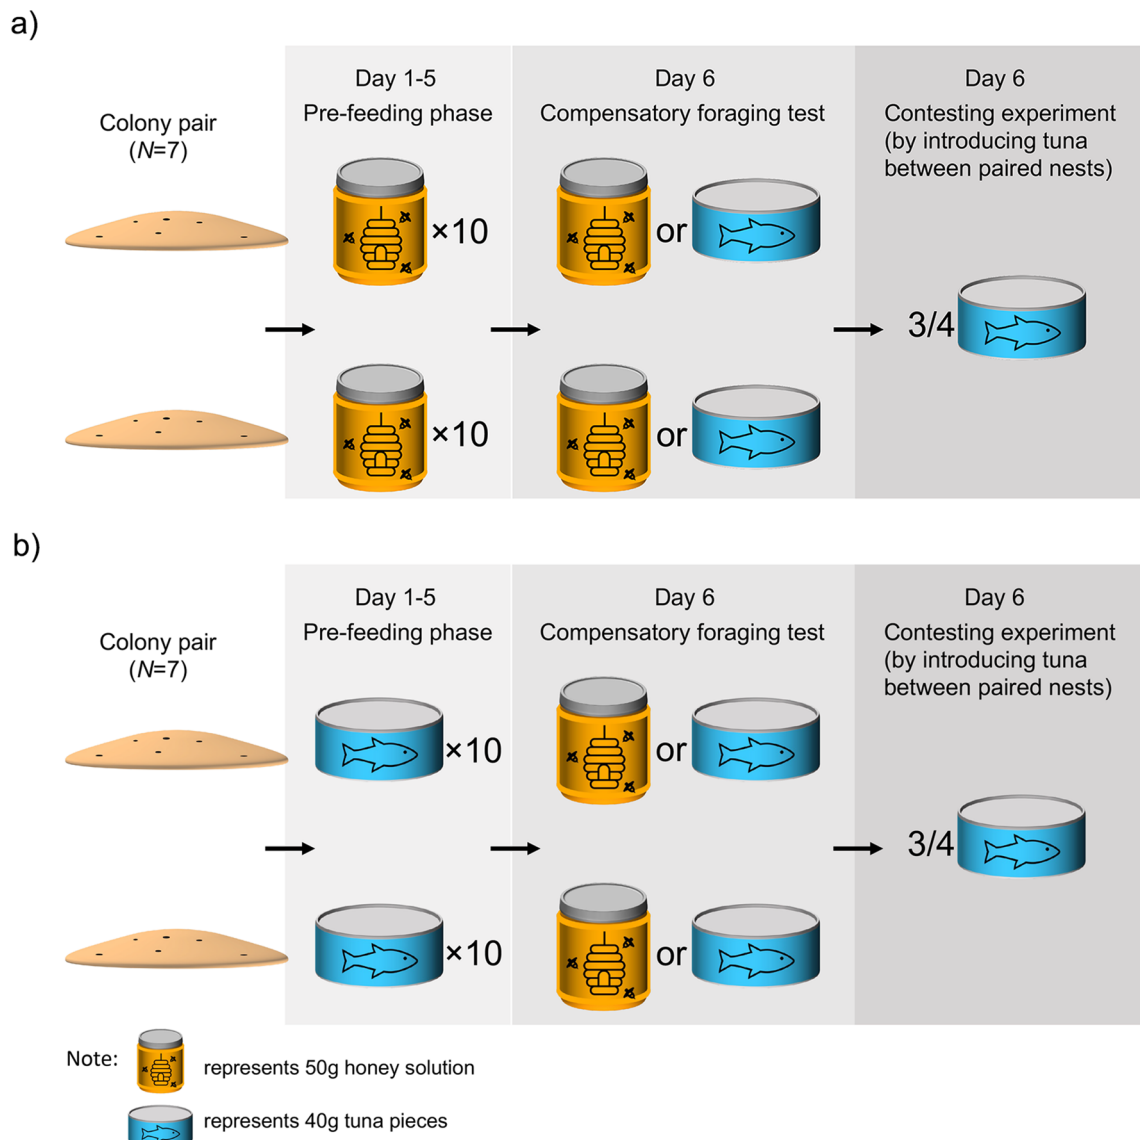 a)
Colony pair
(N=7)
Day 1-5
Pre-feeding phase
×10
×10
Day 6
Compensatory foraging test
or
or
Day 6
Contesting experiment
(by introducing tuna
between paired nests)
3/4
b)
Colony pair
(N=7)
Day 1-5
Pre-feeding phase
×10
×10
Day 6
Compensatory foraging test
or
or
Day 6
Contesting experiment
(by introducing tuna
between paired nests)
3/4
Note:
represents 50g honey solution
represents 40g tuna pieces